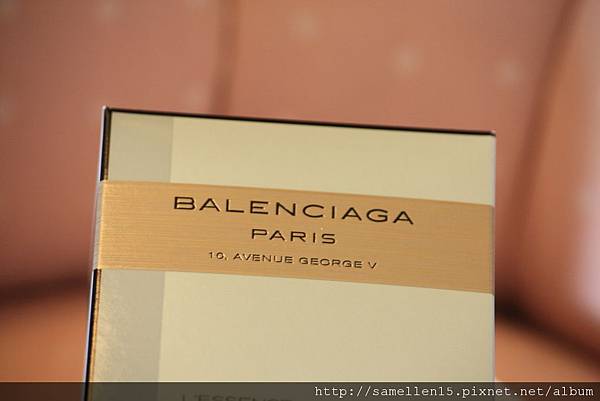 BALENCIAGA
PARIS
10, AVENUE GEORGE V
http://samellen15.pixnet.net/album